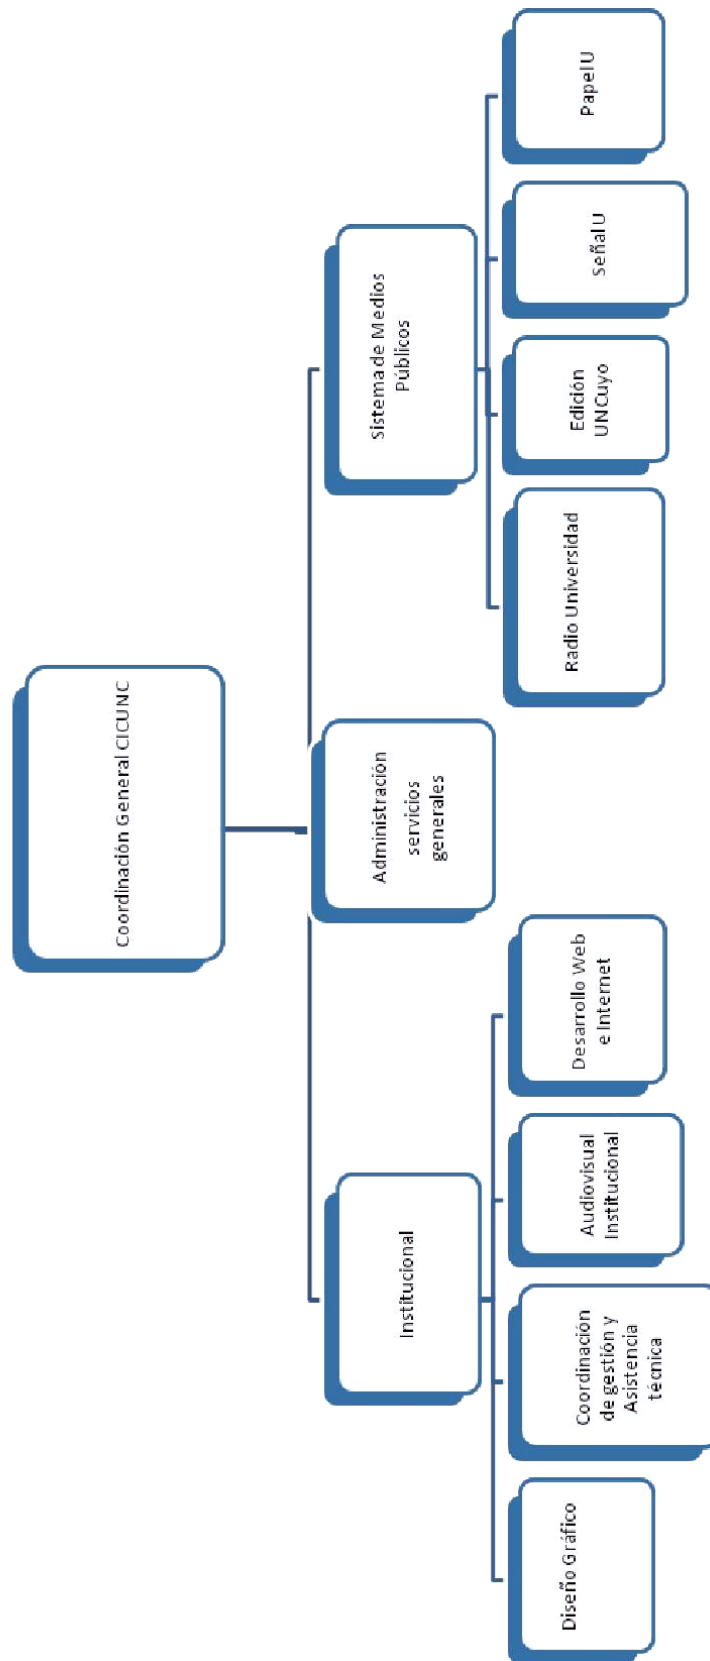 Coordinación General CICUNC
Institucional
Administración
servicios
generales
Sistema de Medios
Públicos
Diseño Gráfico
Coordinación
de gestión y
Asistencia
técnica
Audiovisual
Institucional
Desarrollo Web
e Internet
Radio Universidad
Edición
UNCuyo
señal U
Papel U